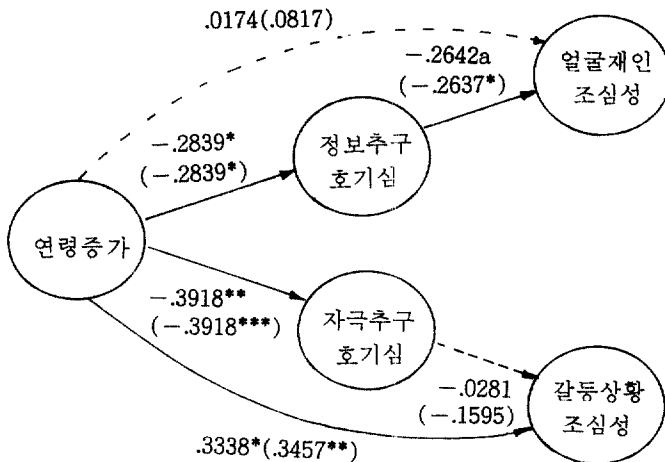 .0174(.0817)
−.2642a
(−.2637*)
얼굴재인
조심성
−.2839*
(−.2839*)
정보추구
호기심
연령증가
−.3918**
(−.3918***)
자극추구
호기심
−.0281
(−.1595)
갈등상황
조심성
.3338*(.3457**)